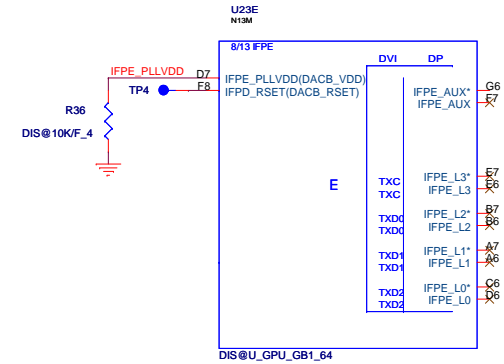 U23E
N13M
8/13 IFPE
DVI DP
IFPE_PLLVDD D7 IFPE_PLLVDD(DACB_VDD)
TP4 F8 IFPD_RSET(DACB_RSET)
IFPE_AUX* G6
IFPE_AUX F7
R36
DIS@10K/F_4
E
TXC IFPE_L3* E7
TXC IFPE_L3 E6
TXD0 IFPE_L2* B7
TXD0 IFPE_L2 B6
TXD1 IFPE_L1* A7
TXD1 IFPE_L1 A6
TXD2 IFPE_L0* C6
TXD2 IFPE_L0 D6
DIS@U_GPU_GB1_64